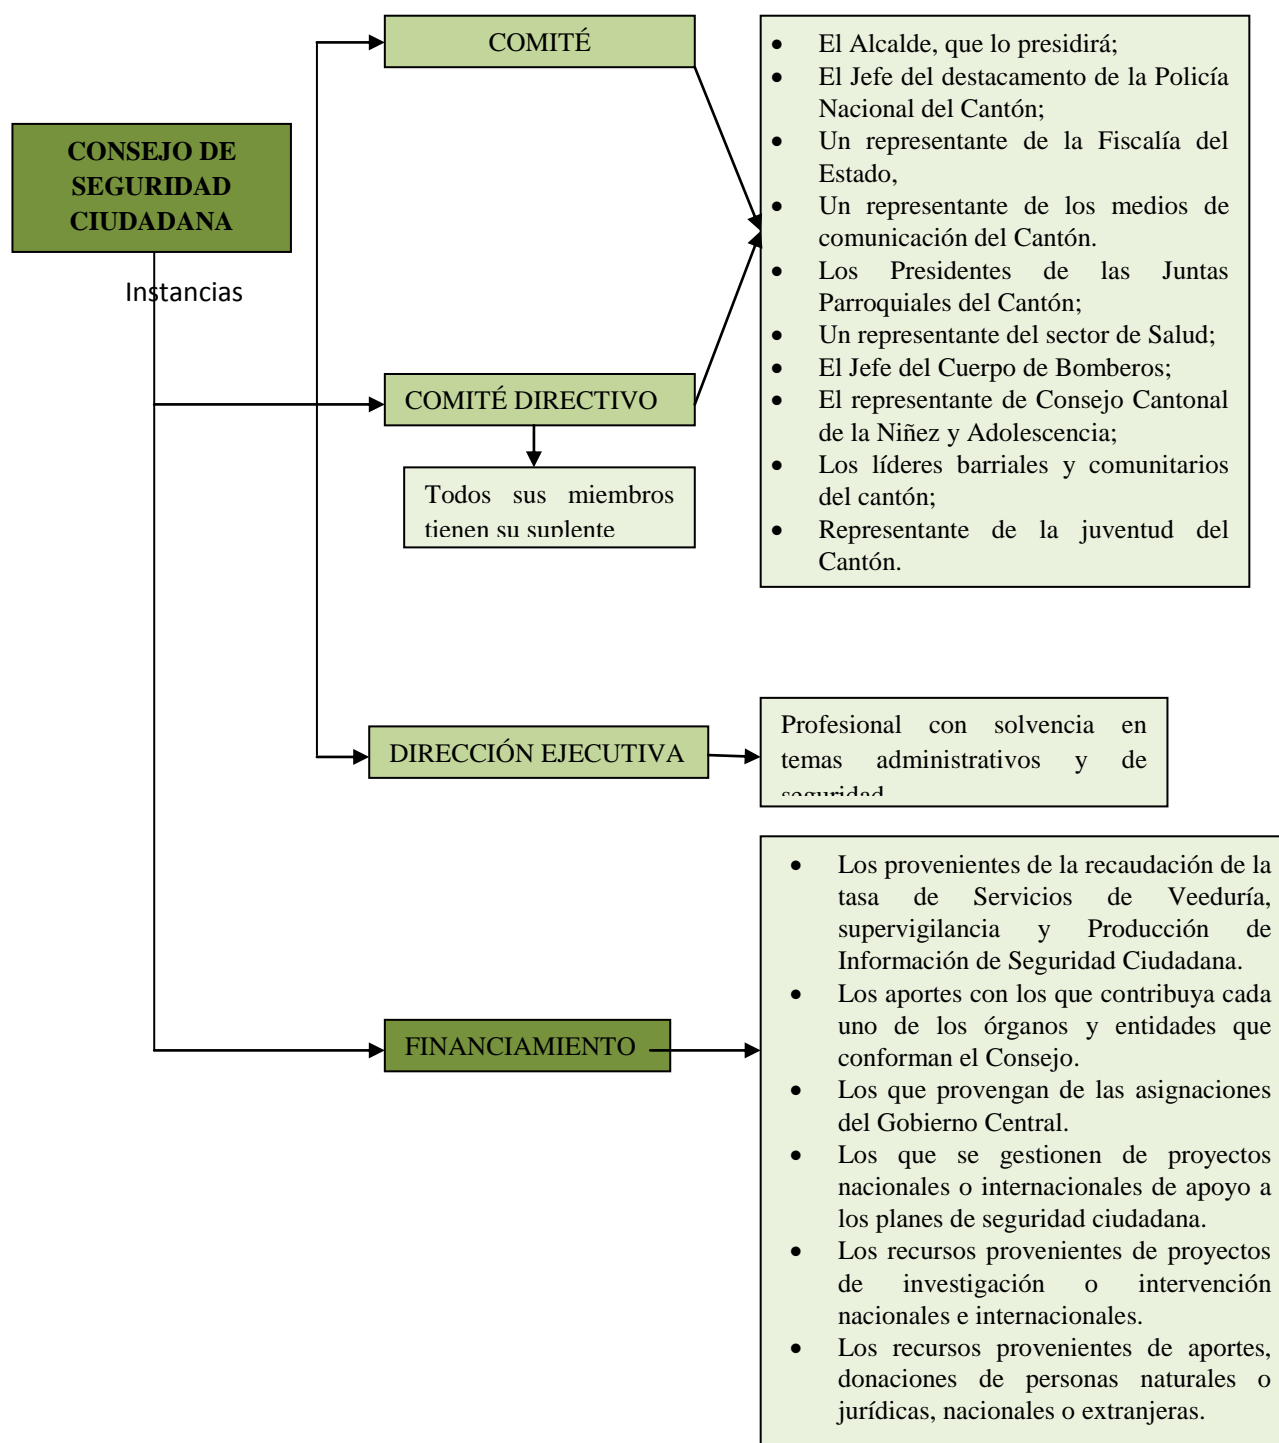 COMITÉ
CONSEJO DE
SEGURIDAD
CIUDADANA
Instancias
COMITÉ DIRECTIVO
Todos sus miembros
tienen su suplente
• El Alcalde, que lo presidirá;
• El Jefe del destacamento de la Policía
Nacional del Cantón;
• Un representante de la Fiscalía del
Estado,
• Un representante de los medios de
comunicación del Cantón.
• Los Presidentes de las Juntas
Parroquiales del Cantón;
• Un representante del sector de Salud;
• El Jefe del Cuerpo de Bomberos;
• El representante de Consejo Cantonal
de la Niñez y Adolescencia;
• Los líderes barriales y comunitarios
del cantón;
• Representante de la juventud del
Cantón.
DIRECCIÓN EJECUTIVA
Profesional con solvencia en
temas administrativos y de
seguridad
FINANCIAMIENTO
• Los provenientes de la recaudación de la
tasa de Servicios de Veeduría,
supervigilancia y Producción de
Información de Seguridad Ciudadana.
• Los aportes con los que contribuya cada
uno de los órganos y entidades que
conforman el Consejo.
• Los que provengan de las asignaciones
del Gobierno Central.
• Los que se gestionen de proyectos
nacionales o internacionales de apoyo a
los planes de seguridad ciudadana.
• Los recursos provenientes de proyectos
de investigación o intervención
nacionales e internacionales.
• Los recursos provenientes de aportes,
donaciones de personas naturales o
jurídicas, nacionales o extranjeras.